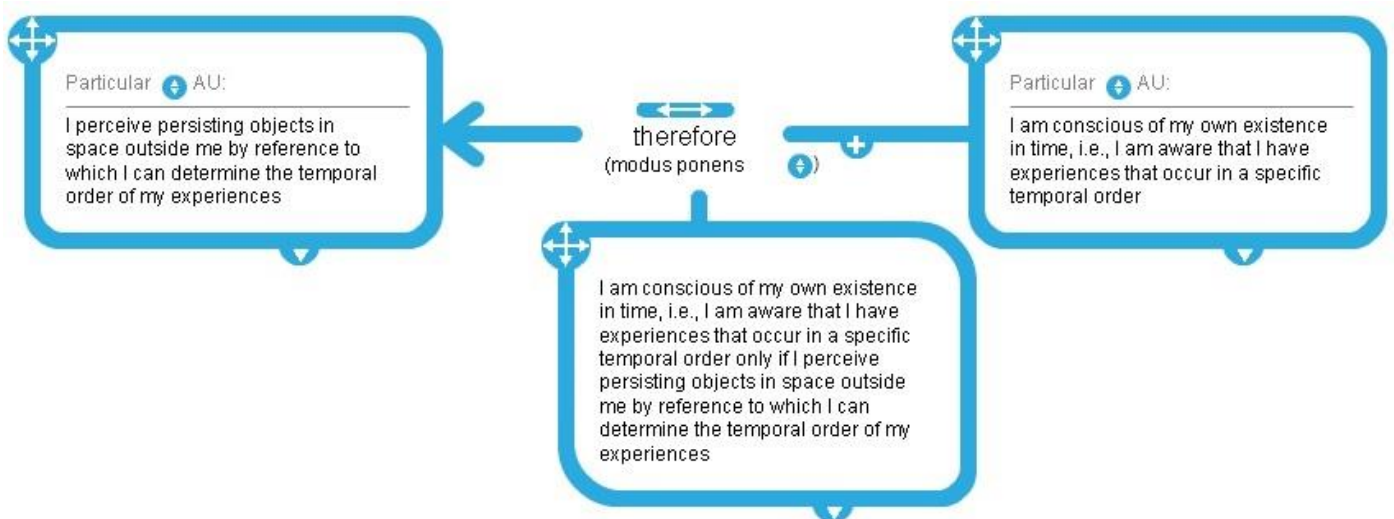 Particular AU:
I perceive persisting objects in
space outside me by reference to
which I can determine the temporal
order of my experiences
therefore
(modus ponens )
Particular AU:
I am conscious of my own existence
in time, i.e., I am aware that I have
experiences that occur in a specific
temporal order
I am conscious of my own existence
in time, i.e., I am aware that I have
experiences that occur in a specific
temporal order only if I perceive
persisting objects in space outside
me by reference to which I can
determine the temporal order of my
experiences